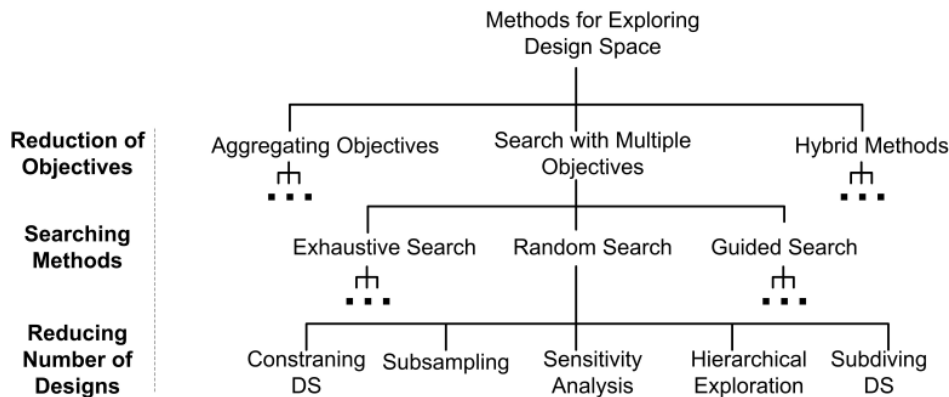 Methods for Exploring
Design Space
Reduction of
Objectives
Aggregating Objectives
Search with Multiple
Objectives
Hybrid Methods
Searching
Methods
Exhaustive Search
Random Search
Guided Search
Reducing
Number of
Designs
Constraning
DS
Subsampling
Sensitivity
Analysis
Hierarchical
Exploration
Subdiving
DS